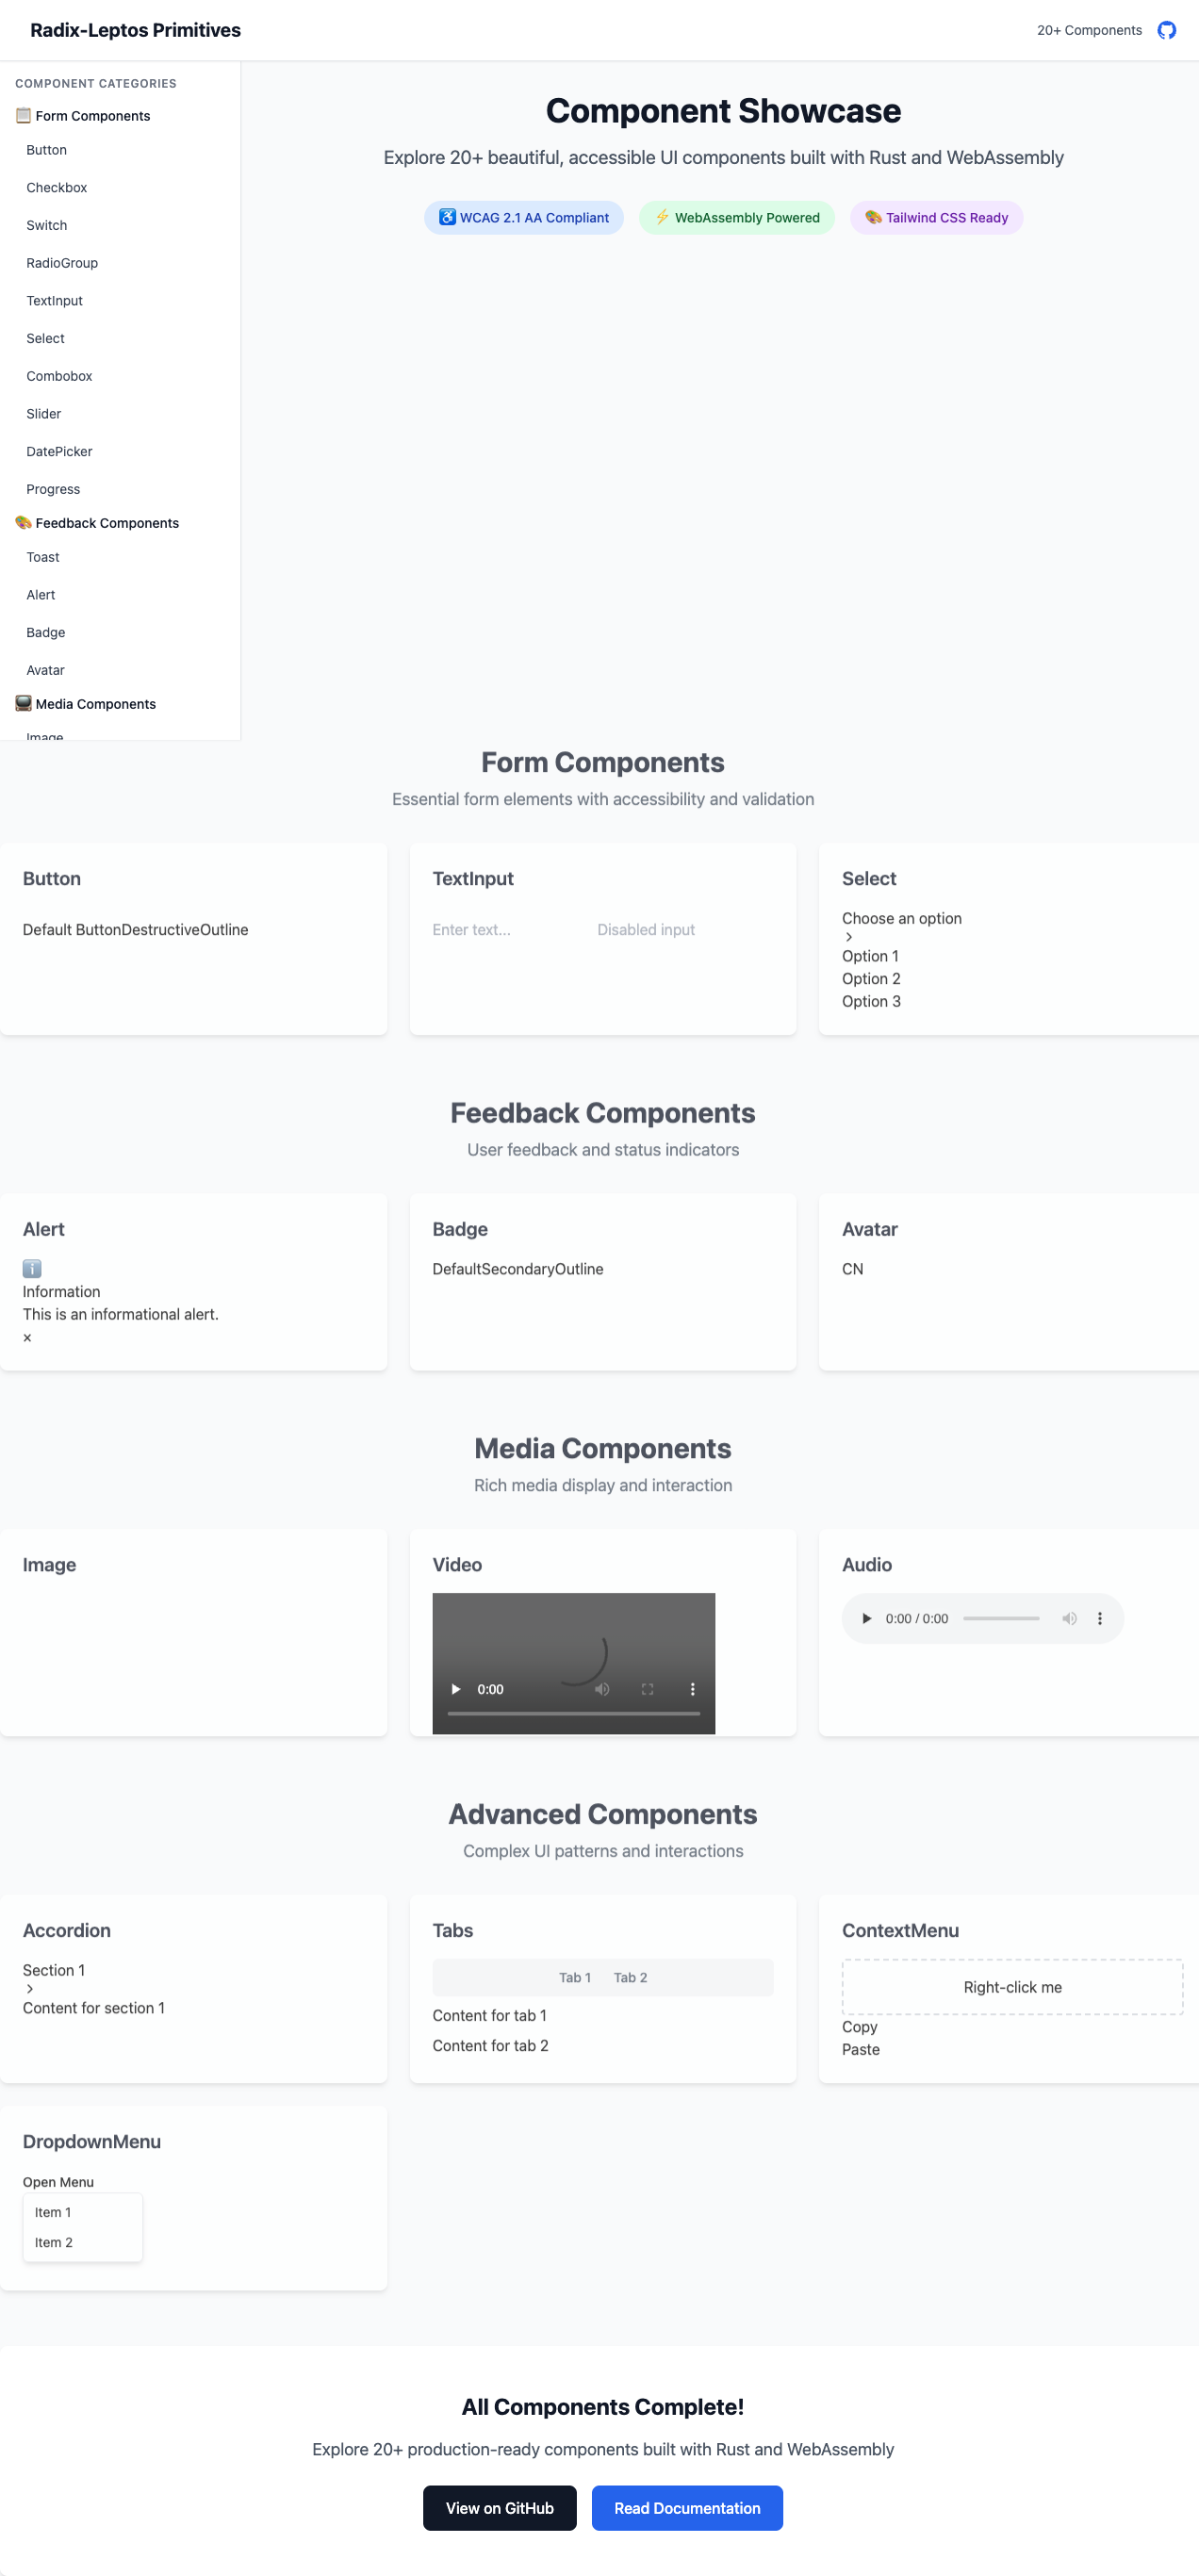 Radix-Leptos Primitives
20+ Components
COMPONENT CATEGORIES
📋 Form Components
Button
Checkbox
Switch
RadioGroup
TextInput
Select
Combobox
Slider
DatePicker
Progress
🎨 Feedback Components
Toast
Alert
Badge
Avatar
📺 Media Components
Image
Component Showcase
Explore 20+ beautiful, accessible UI components built with Rust and WebAssembly
♿ WCAG 2.1 AA Compliant
⚡ WebAssembly Powered
🎨 Tailwind CSS Ready
Form Components
Essential form elements with accessibility and validation
Button
Default ButtonDestructiveOutline
TextInput
Enter text...
Disabled input
Select
Choose an option
Option 1
Option 2
Option 3
Feedback Components
User feedback and status indicators
Alert
ℹ️
Information
This is an informational alert.
×
Badge
DefaultSecondaryOutline
Avatar
CN
Media Components
Rich media display and interaction
Image
Video
0:00
Audio
0:00 / 0:00
Advanced Components
Complex UI patterns and interactions
Accordion
Section 1
Content for section 1
Tabs
Tab 1
Tab 2
Content for tab 1
Content for tab 2
ContextMenu
Right-click me
Copy
Paste
DropdownMenu
Open Menu
Item 1
Item 2
All Components Complete!
Explore 20+ production-ready components built with Rust and WebAssembly
View on GitHub
Read Documentation